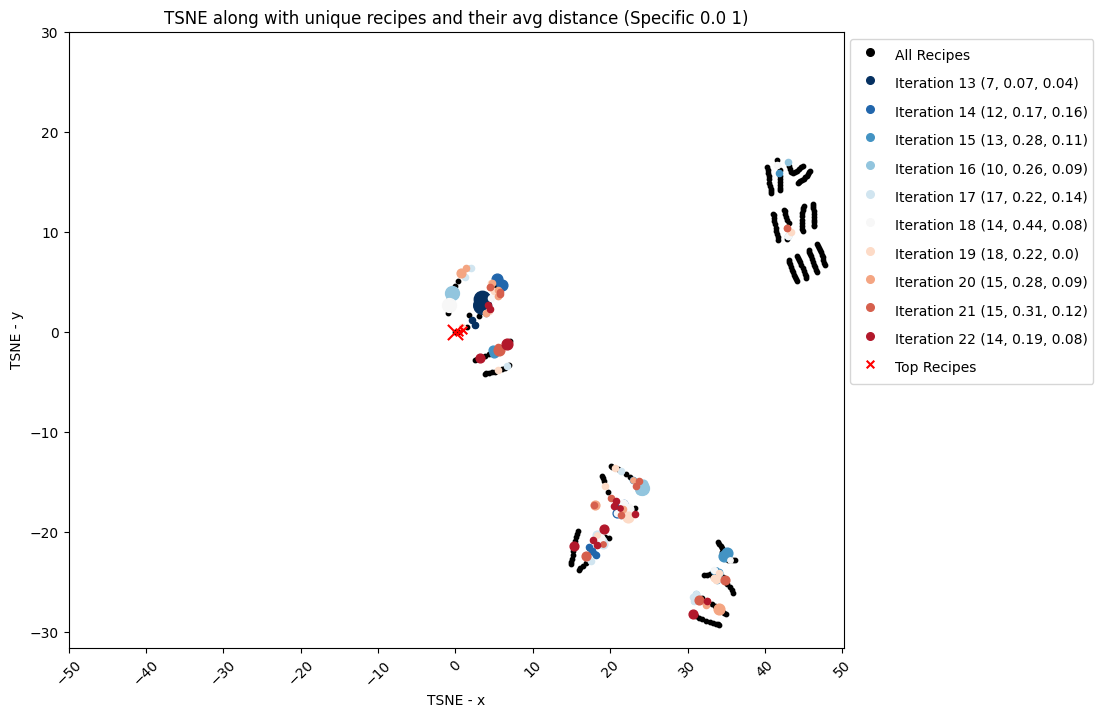 TSNE along with unique recipes and their avg distance (Specific 0.0 1)
30
20
10
0
−10
−20
−30
TSNE - y
−50
−40
−30
−20
−10
0
10
20
30
40
50
TSNE - x
All Recipes
Iteration 13 (7, 0.07, 0.04)
Iteration 14 (12, 0.17, 0.16)
Iteration 15 (13, 0.28, 0.11)
Iteration 16 (10, 0.26, 0.09)
Iteration 17 (17, 0.22, 0.14)
Iteration 18 (14, 0.44, 0.08)
Iteration 19 (18, 0.22, 0.0)
Iteration 20 (15, 0.28, 0.09)
Iteration 21 (15, 0.31, 0.12)
Iteration 22 (14, 0.19, 0.08)
Top Recipes